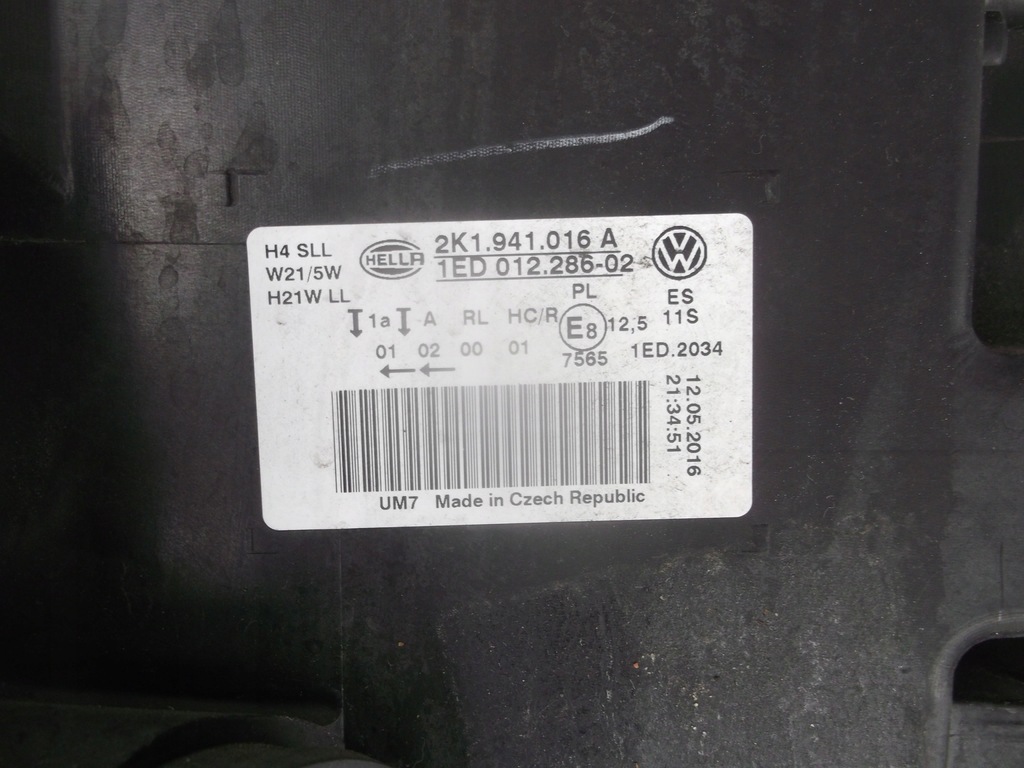 H4 SLL
W21/5W
H21W LL
HELLA
2K1.941.016 A
1ED 012.286-02
VW
PL
ES
11S
1a A RL HC/R E8 12,5
01 02 00 01 7565 1ED.2034
12.05.2016
21:34:51
UM7 Made in Czech Republic